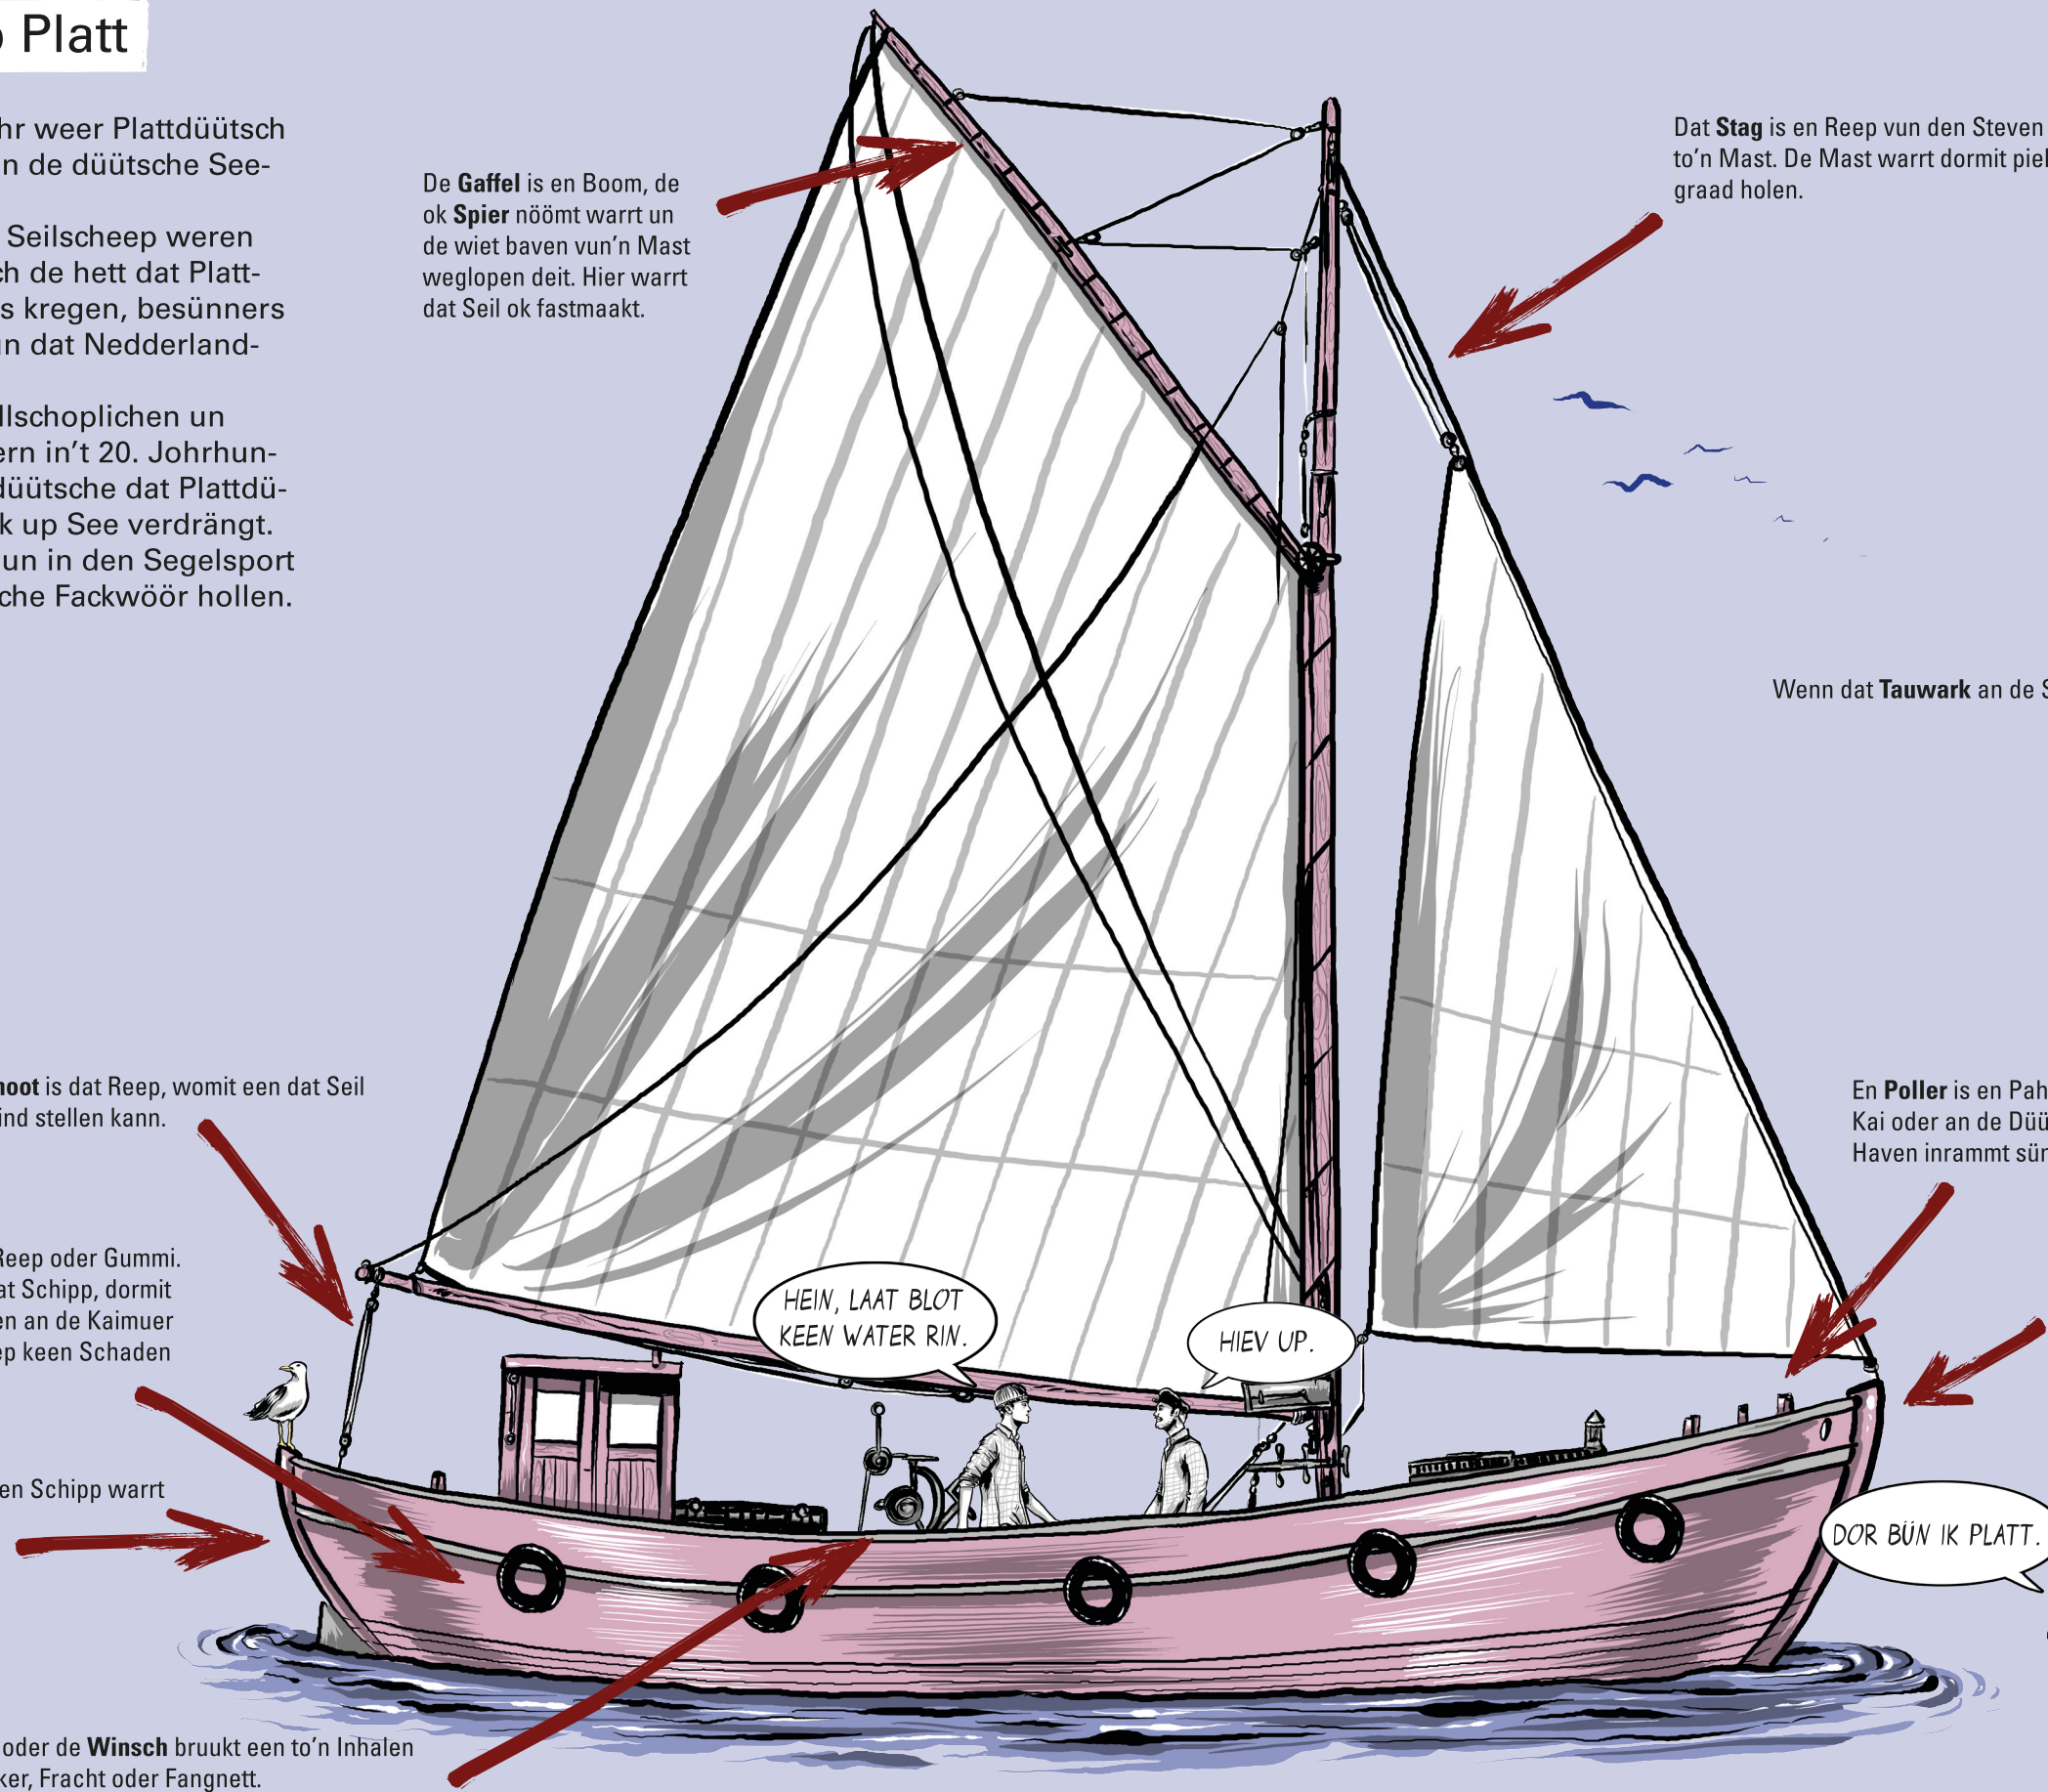 Platt
hr weer Plattdüütsch
n de düütsche See-
Seilscheep weren
ch de hett dat Platt-
s kregen, besünners
un dat Nedderland-
llschoplichen un
ern in’t 20. Johrhun-
düütsche dat Plattdü-
k up See verdrängt.
un in den Segelsport
sche Fackwöör hollen.
De Gaffel is en Boom, de
ok Spier nöömt warrt un
de wiet baven vun’n Mast
weglopen deit. Hier warrt
dat Seil ok fastmaakt.
Dat Stag is en Reep vun den Steven
to’n Mast. De Mast warrt dormit piel
graad holen.
Wenn dat Tauwark an de S
hoot is dat Reep, womit een dat Seil
ind stellen kann.
Reep oder Gummi.
at Schipp, dormit
en an de Kaimuer
ep keen Schaden
en Schipp warrt
oder de Winsch bruukt een to’n Inhalen
ker, Fracht oder Fangnett.
En Poller is en Pah
Kai oder an de Düü
Haven inrammt sün
HEIN, LAAT BLOT
KEEN WATER RIN.
HIEV UP.
DOR BÜN IK PLATT.